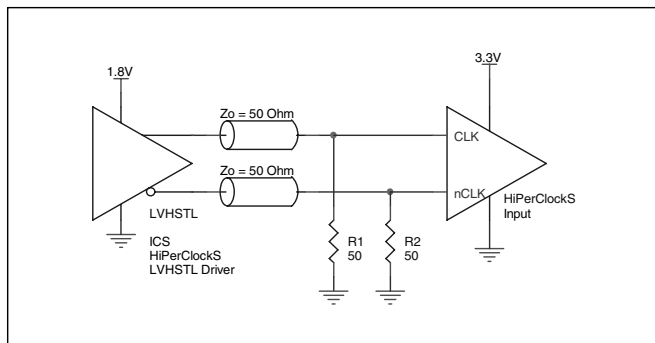 1.8V
3.3V
Zo = 50 Ohm
CLK
Zo = 50 Ohm
nCLK
HiPerClockS
Input
LVHSTL
ICS
HiPerClockS
LVHSTL Driver
R1
50
R2
50